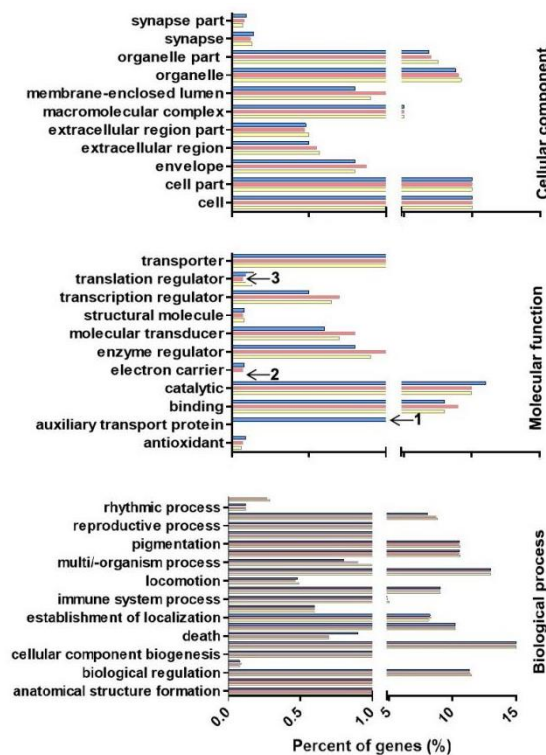 synapse part
synapse
organelle part
organelle
membrane-enclosed lumen
macromolecular complex
extracellular region part
extracellular region
envelope
cell part
cell
Cellular component
transporter
translation regulator
3
transcription regulator
structural molecule
molecular transducer
enzyme regulator
electron carrier
2
catalytic
binding
auxiliary transport protein
1
antioxidant
Molecular function
rhythmic process
reproductive process
pigmentation
multi/-organism process
locomotion
immune system process
establishment of localization
death
cellular component biogenesis
biological regulation
anatomical structure formation
Biological process
0.0 0.5 1.0 5 10 15
Percent of genes (%)